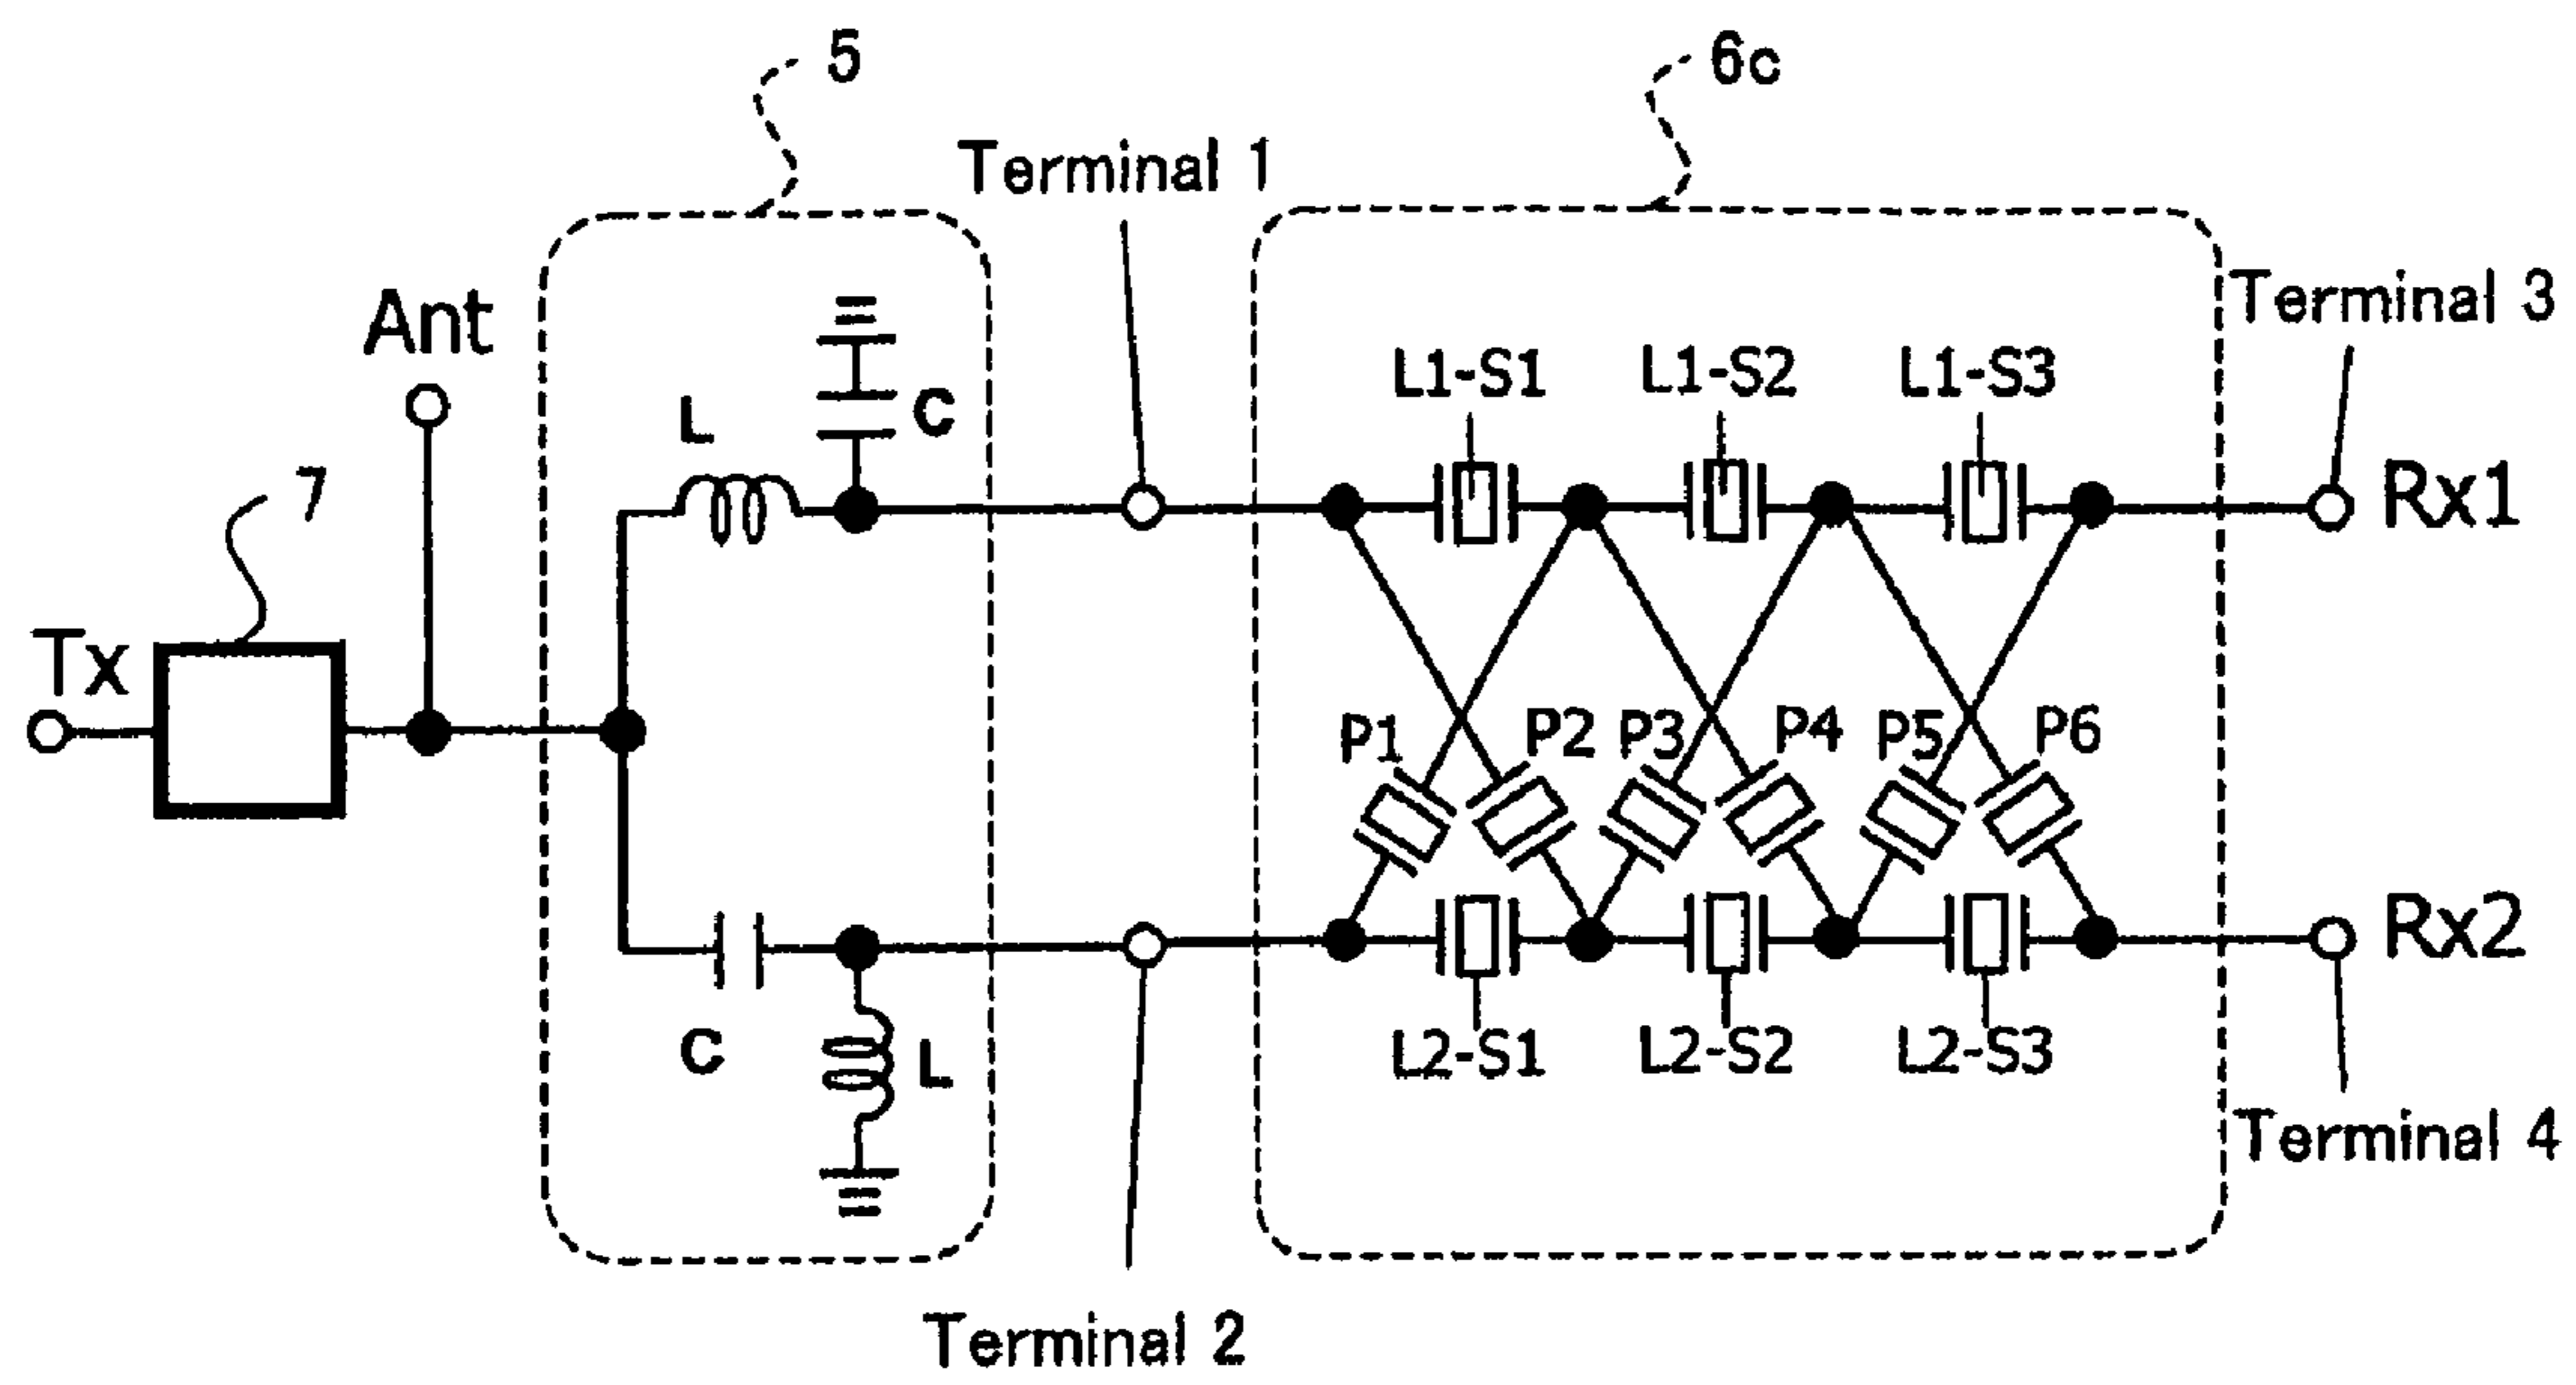 5
6c
Terminal 1
Terminal 3
Ant
L
C
L1-S1
L1-S2
L1-S3
7
Rx1
Tx
P1
P2
P3
P4
P5
P6
Rx2
C
L
L2-S1
L2-S2
L2-S3
Terminal 4
Terminal 2